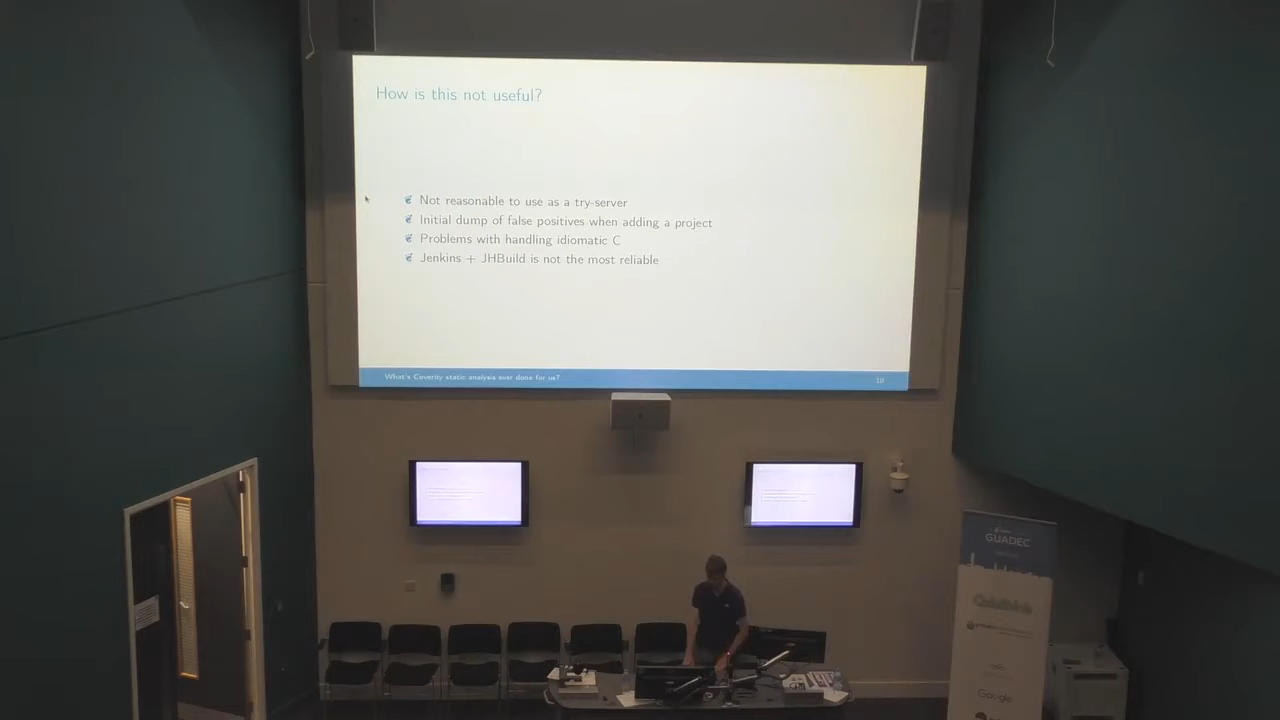 How is this not useful?
Not reasonable to use as a try-server
Initial dump of false positives when adding a project
Problems with handling idiomatic C
Jenkins + JHBuild is not the most reliable
What's Coverity static analysis ever done for us?
GUADEC
Codethink
Google